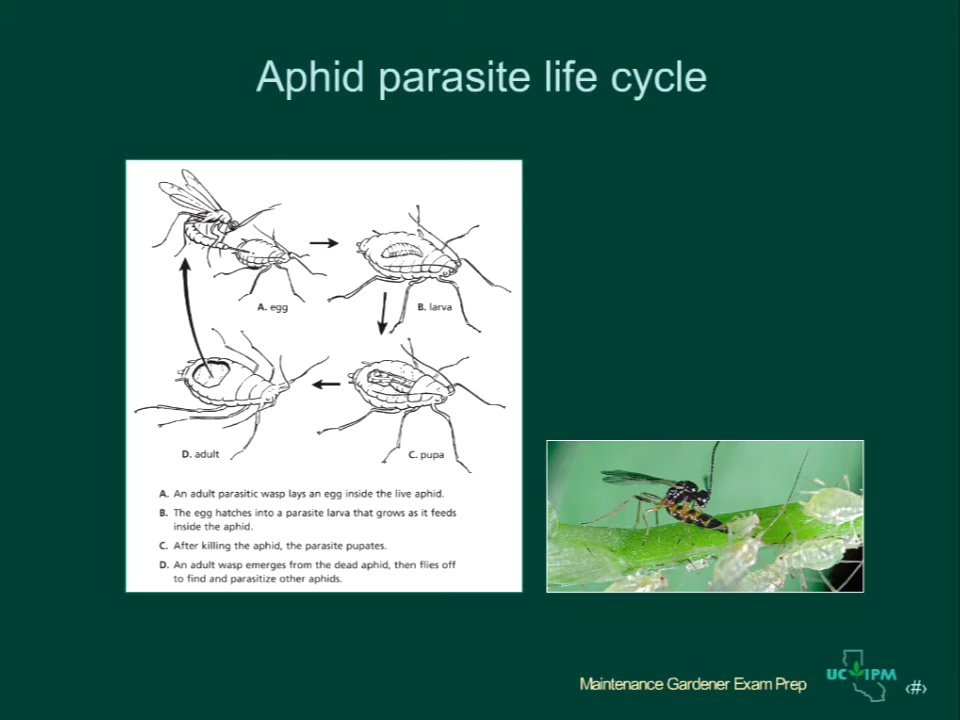 Aphid parasite life cycle
A. egg
B. larva
D. adult
C. pupa
A. An adult parasitic wasp lays an egg inside the live aphid.
B. The egg hatches into a parasite larva that grows as it feeds
inside the aphid.
C. After killing the aphid, the parasite pupates.
D. An adult wasp emerges from the dead aphid, then flies off
to find and parasitize other aphids.
Maintenance Gardener Exam Prep
UC IPM
‹#›